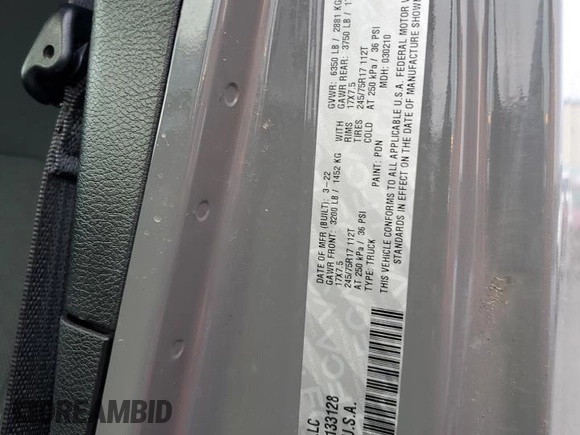 DATE OF MFR (BUILT): 3-22
GVWR: 6350 LB / 2881 KG
GAWR FRONT: 3200 LB / 1452 KG
WITH
GAWR REAR: 3750 LB / 17
17X7.5
RIMS
17X7.5
245/75R17 112T
TIRES
245/75R17 112T
AT 250 kPa / 36 PSI
COLD
AT 250 kPa / 36 PSI
TYPE: TRUCK
PAINT: PDN
MDH: 030210
THIS VEHICLE CONFORMS TO ALL APPLICABLE U.S.A. FEDERAL MOTOR V
STANDARDS IN EFFECT ON THE DATE OF MANUFACTURE SHOW
LLC
133128
U.S.A.